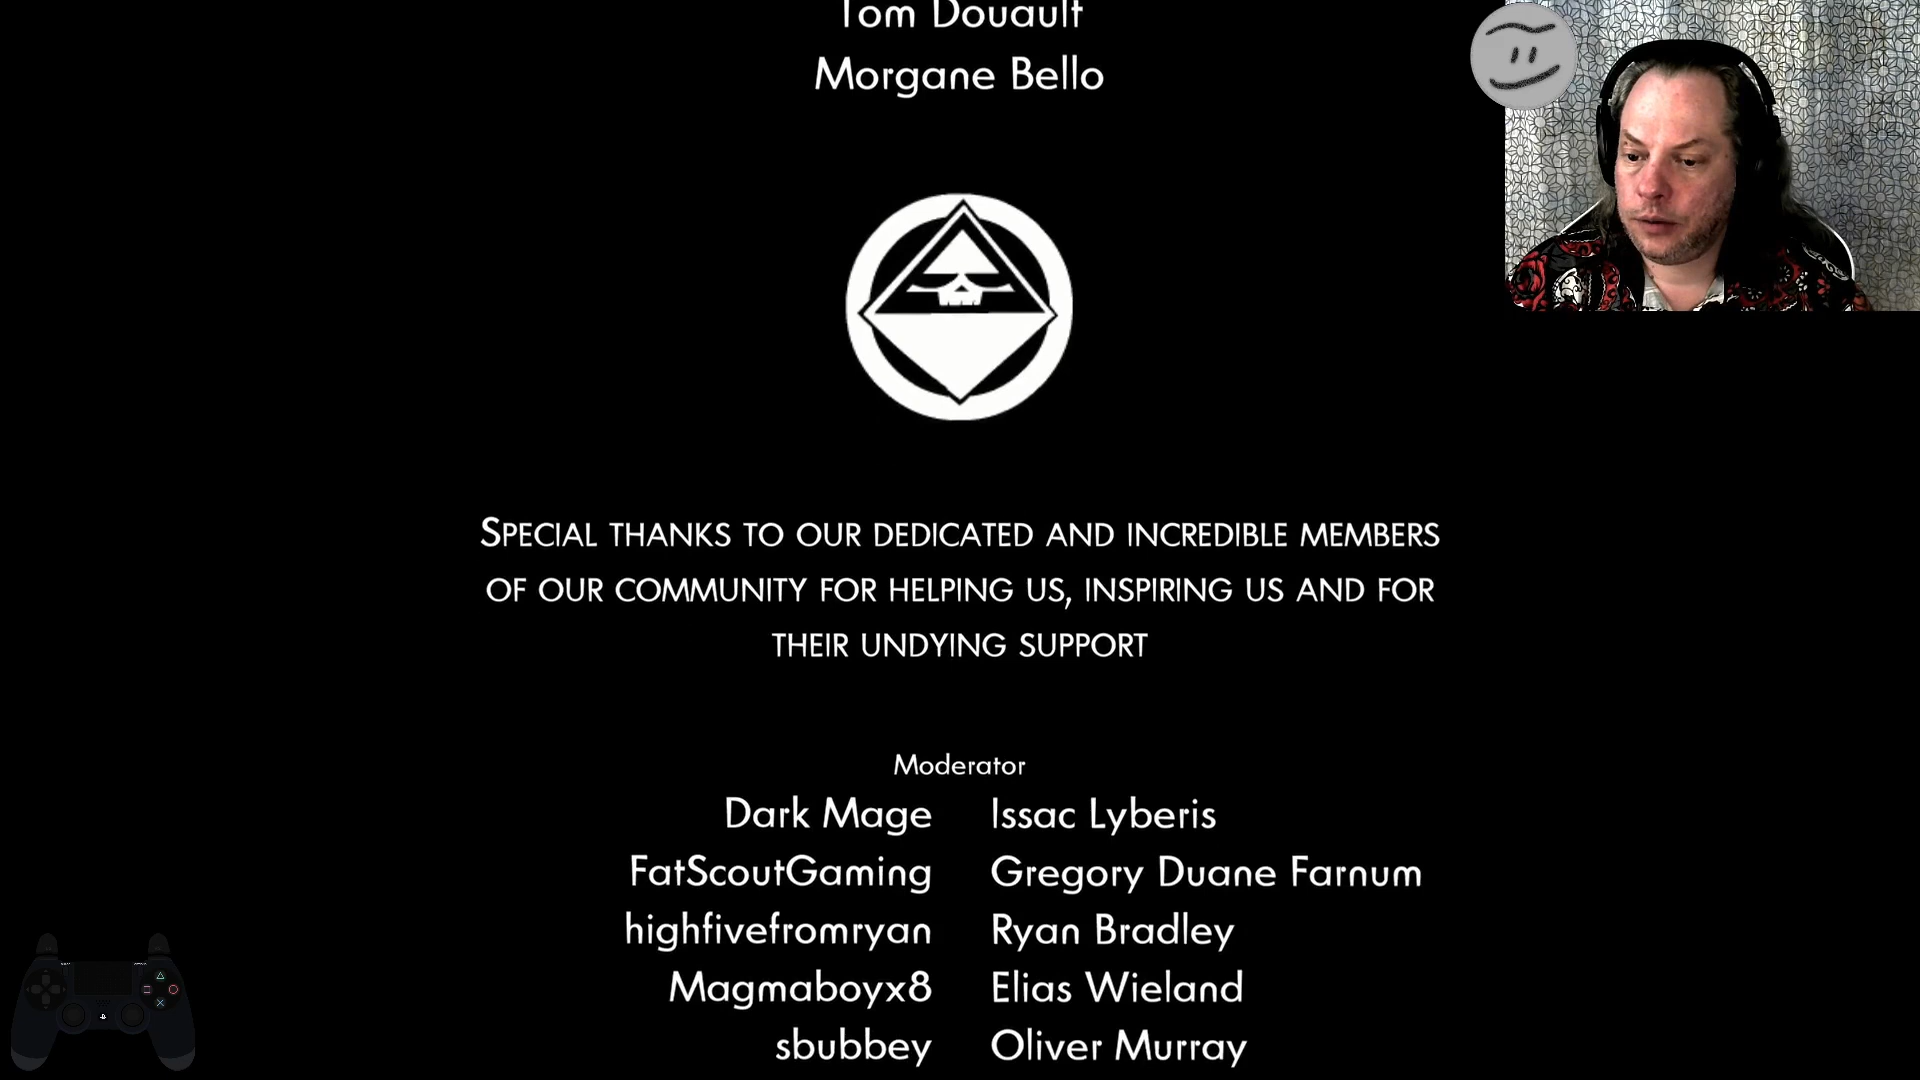 Tom Douault
Morgane Bello
SPECIAL THANKS TO OUR DEDICATED AND INCREDIBLE MEMBERS
OF OUR COMMUNITY FOR HELPING US, INSPIRING US AND FOR
THEIR UNDYING SUPPORT
Moderator
Dark Mage Issac Lyberis
FatScoutGaming Gregory Duane Farnum
highfivefromryan Ryan Bradley
Magmaboyx8 Elias Wieland
sbubbey Oliver Murray